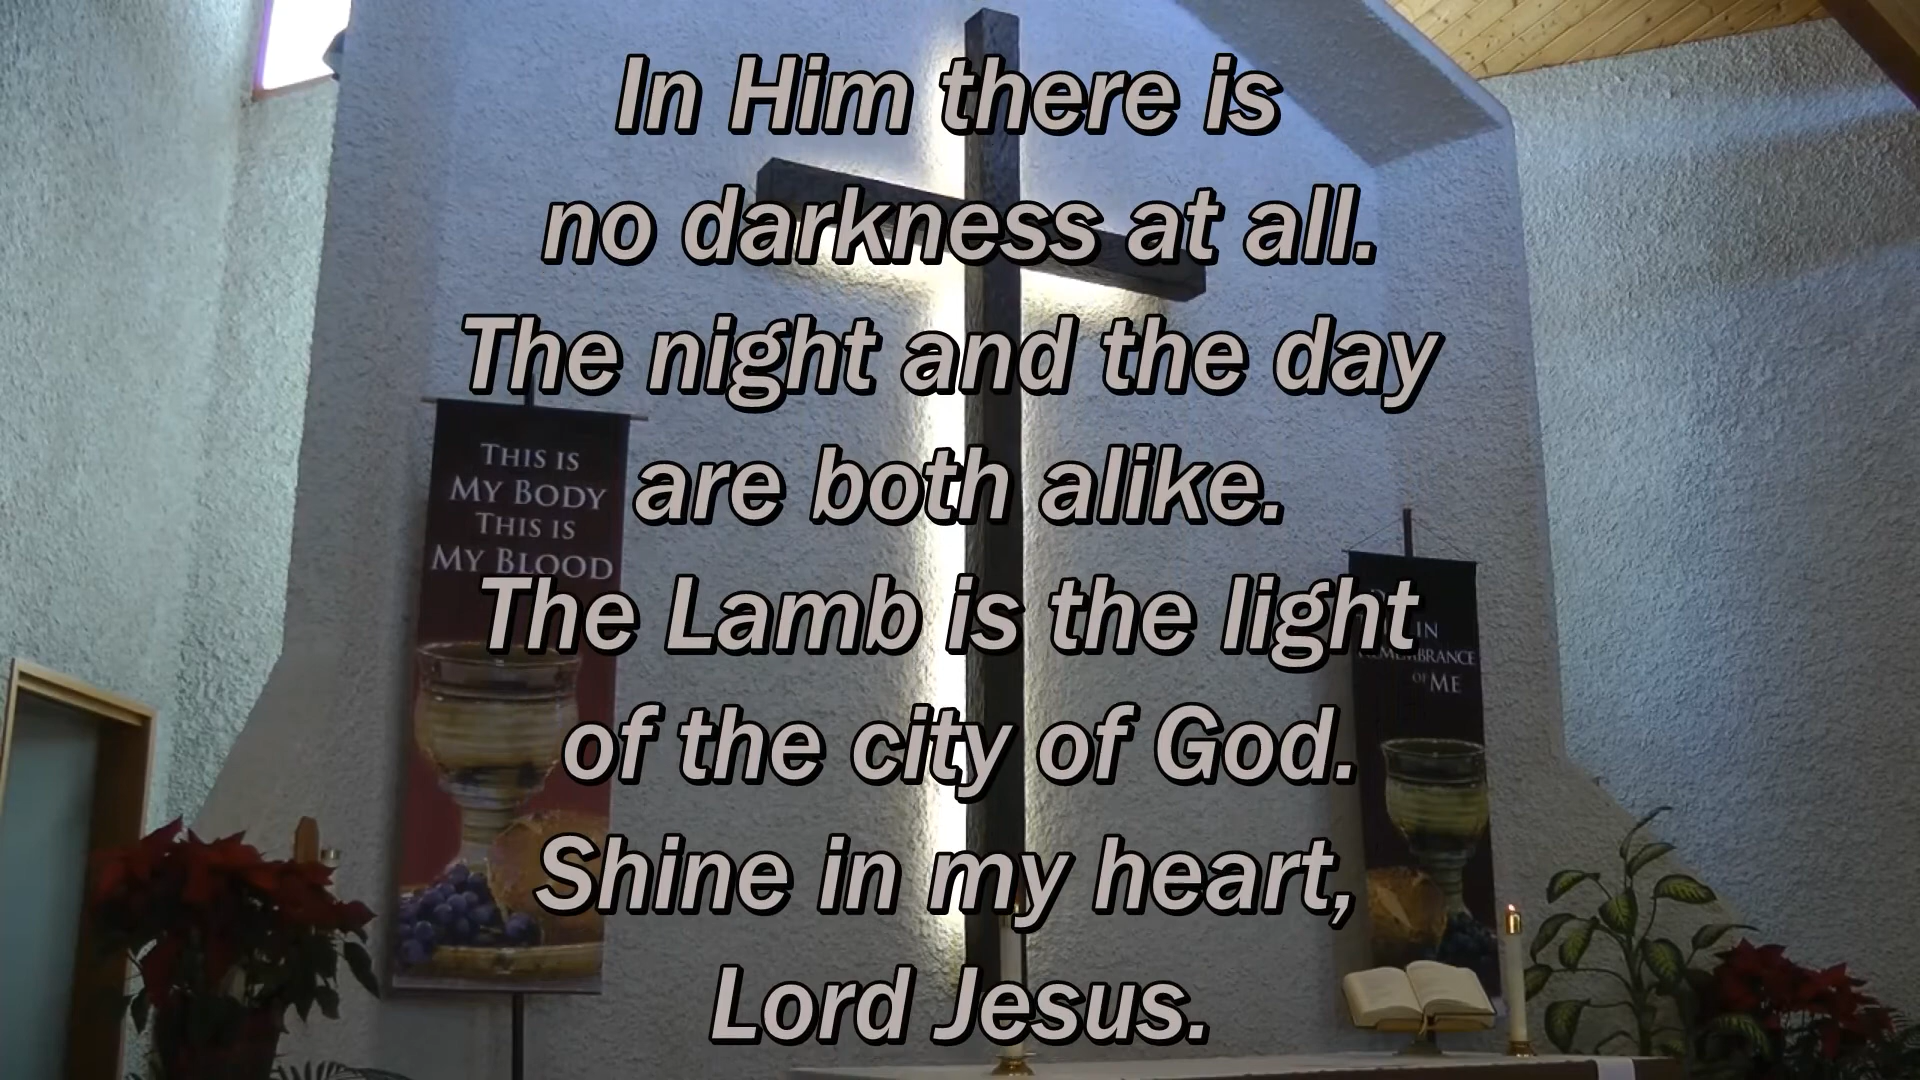 In Him there is
no darkness at all.
The night and the day
are both alike.
The Lamb is the light
of the city of God.
Shine in my heart,
Lord Jesus.
THIS IS
MY BODY
THIS IS
MY BLOOD
IN
REMEMBRANCE
OF ME